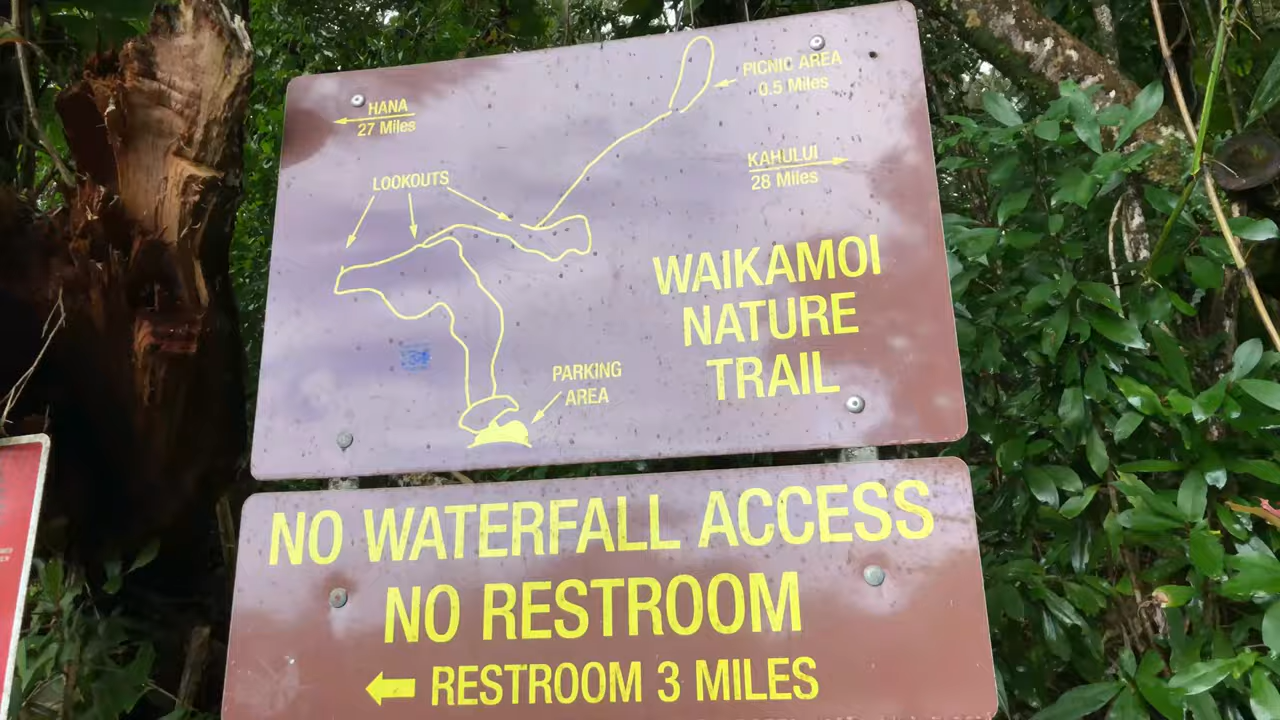 HANA
27 Miles
PICNIC AREA
0.5 Miles
KAHULUI
28 Miles
LOOKOUTS
WAIKAMOI
NATURE
TRAIL
PARKING
AREA
NO WATERFALL ACCESS
NO RESTROOM
RESTROOM 3 MILES